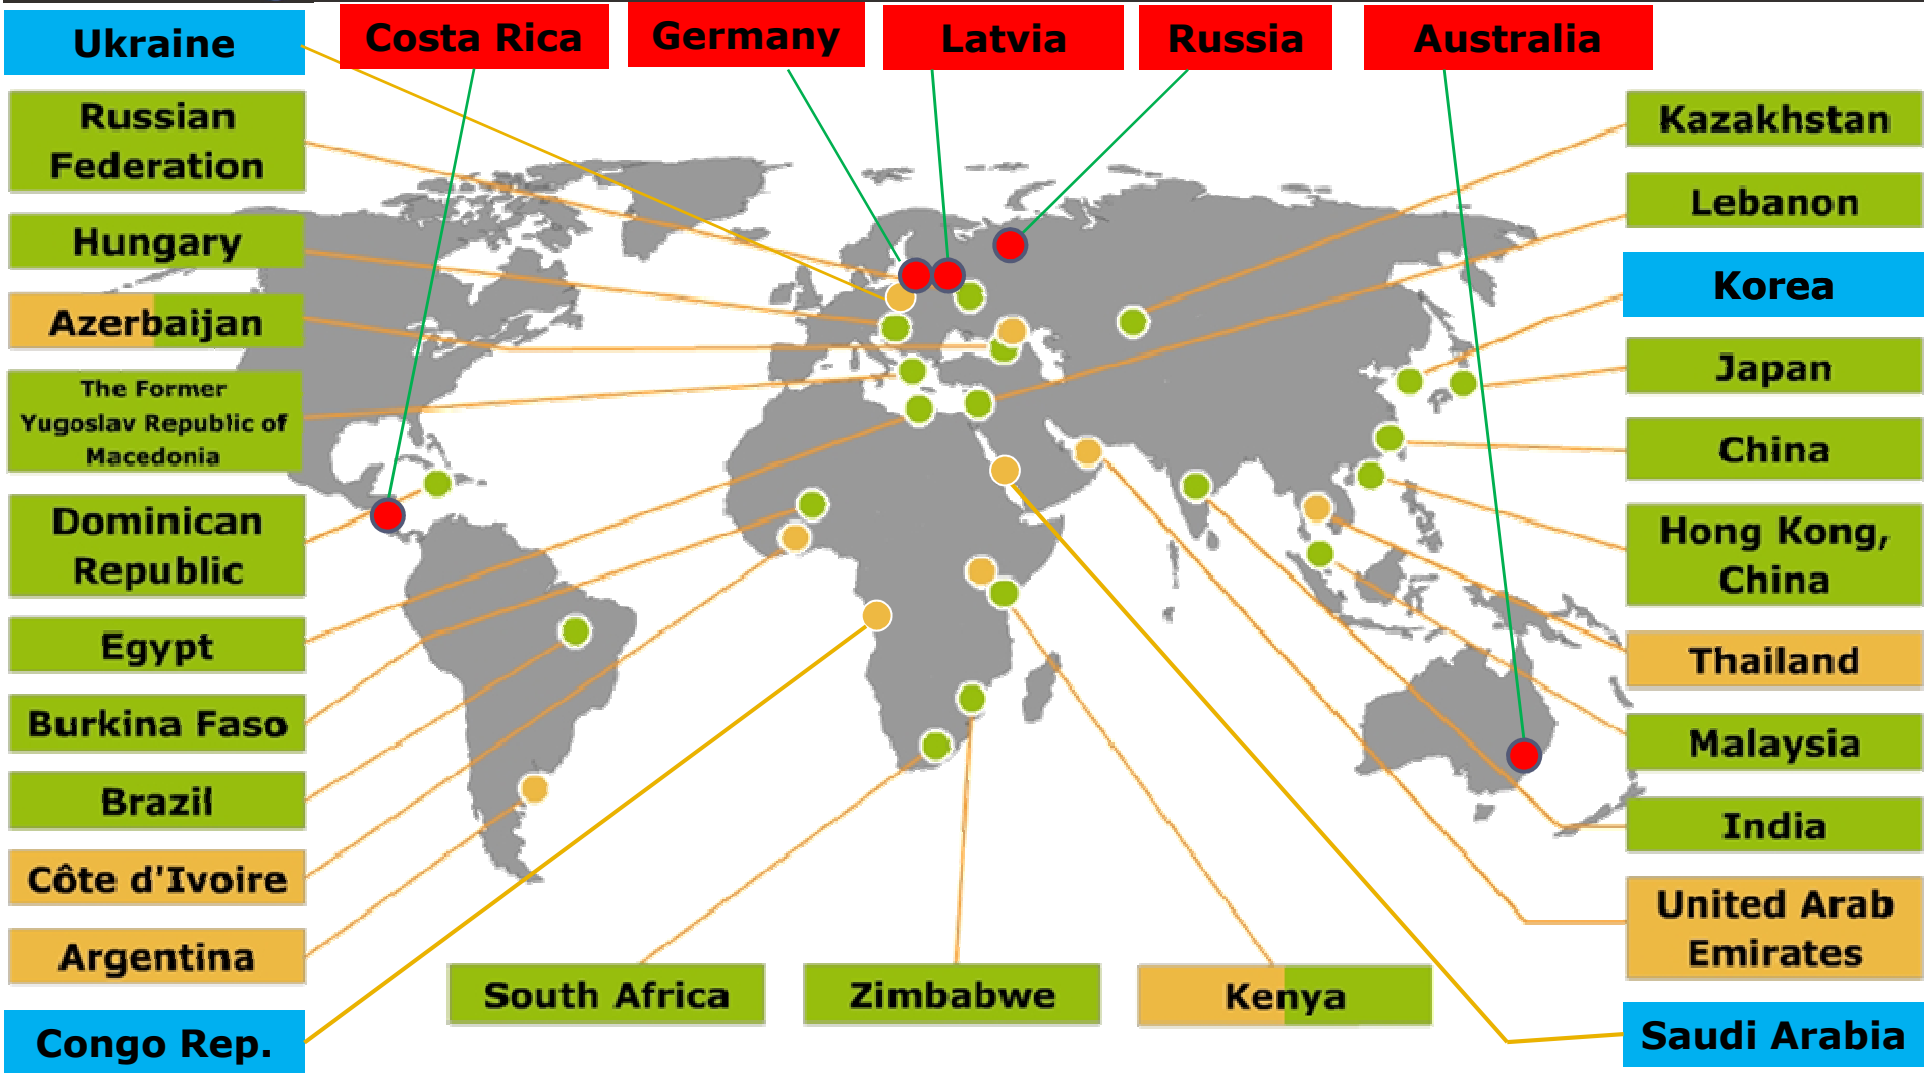 Ukraine
Costa Rica
Germany
Latvia
Russia
Australia
Russian
Federation
Hungary
Azerbaijan
The Former
Yugoslav Republic of
Macedonia
Dominican
Republic
Egypt
Burkina Faso
Brazil
Côte d'Ivoire
Argentina
Congo Rep.
South Africa
Zimbabwe
Kenya
Kazakhstan
Lebanon
Korea
Japan
China
Hong Kong,
China
Thailand
Malaysia
India
United Arab
Emirates
Saudi Arabia